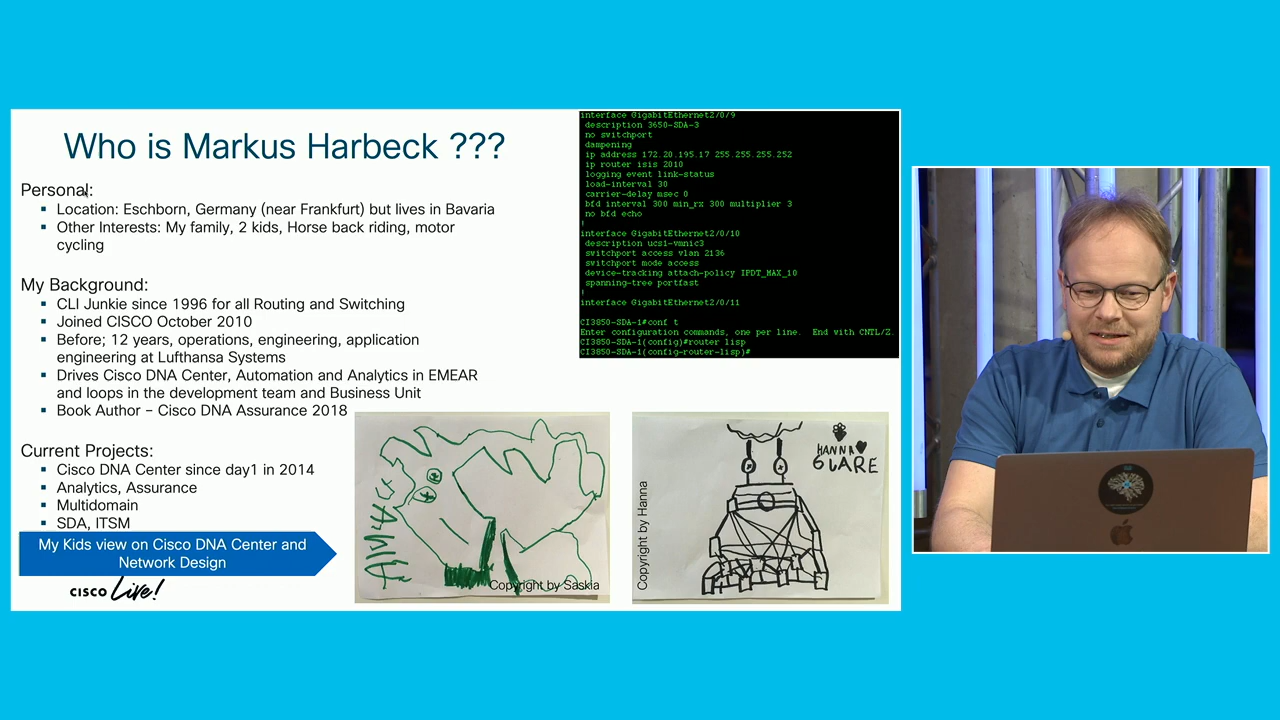 Who is Markus Harbeck ???
Personal:
▪ Location: Eschborn, Germany (near Frankfurt) but lives in Bavaria
▪ Other Interests: My family, 2 kids, Horse back riding, motor
cycling
My Background:
▪ CLI Junkie since 1996 for all Routing and Switching
▪ Joined CISCO October 2010
▪ Before; 12 years, operations, engineering, application
engineering at Lufthansa Systems
▪ Drives Cisco DNA Center, Automation and Analytics in EMEAR
and loops in the development team and Business Unit
▪ Book Author – Cisco DNA Assurance 2018
Current Projects:
▪ Cisco DNA Center since day1 in 2014
▪ Analytics, Assurance
▪ Multidomain
▪ SDA, ITSM
My Kids view on Cisco DNA Center and
Network Design
CISCO Live!
interface GigabitEthernet2/0/9
description 3650-SDA-3
no switchport
dampening
ip address 172.20.195.17 255.255.255.252
ip router isis 2010
logging event link-status
load-interval 30
carrier-delay msec 0
bfd interval 300 min_rx 300 multiplier 3
no bfd echo
!
interface GigabitEthernet2/0/10
description ucs1-vmnic3
switchport access vlan 2136
switchport mode access
device-tracking attach-policy IPDT_MAX_10
spanning-tree portfast
!
interface GigabitEthernet2/0/11
CI3850-SDA-1#conf t
Enter configuration commands, one per line. End with CNTL/Z.
CI3850-SDA-1(config)#router lisp
CI3850-SDA-1(config-router-lisp)#
Copyright by Saskia
Copyright by Hanna
HANNA